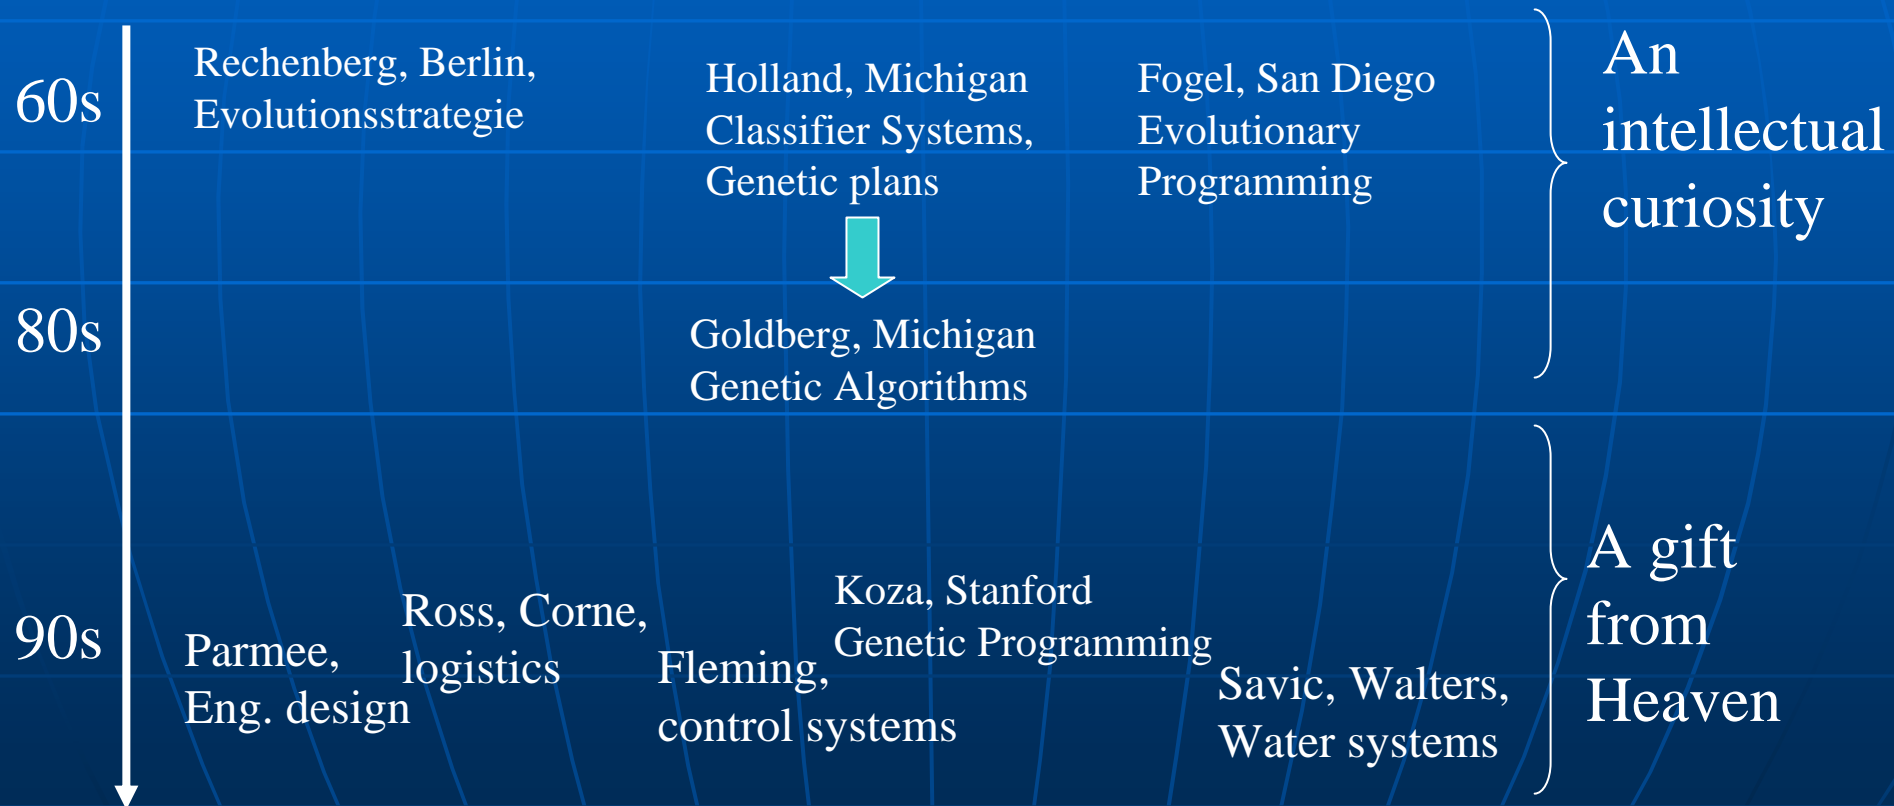 60s
Rechenberg, Berlin,
Evolutionsstrategie
Holland, Michigan
Classifier Systems,
Genetic plans
Fogel, San Diego
Evolutionary
Programming
An
intellectual
curiosity
80s
Goldberg, Michigan
Genetic Algorithms
90s
Parmee,
Eng. design
Ross, Corne,
logistics
Fleming,
control systems
Koza, Stanford
Genetic Programming
Savic, Walters,
Water systems
A gift
from
Heaven